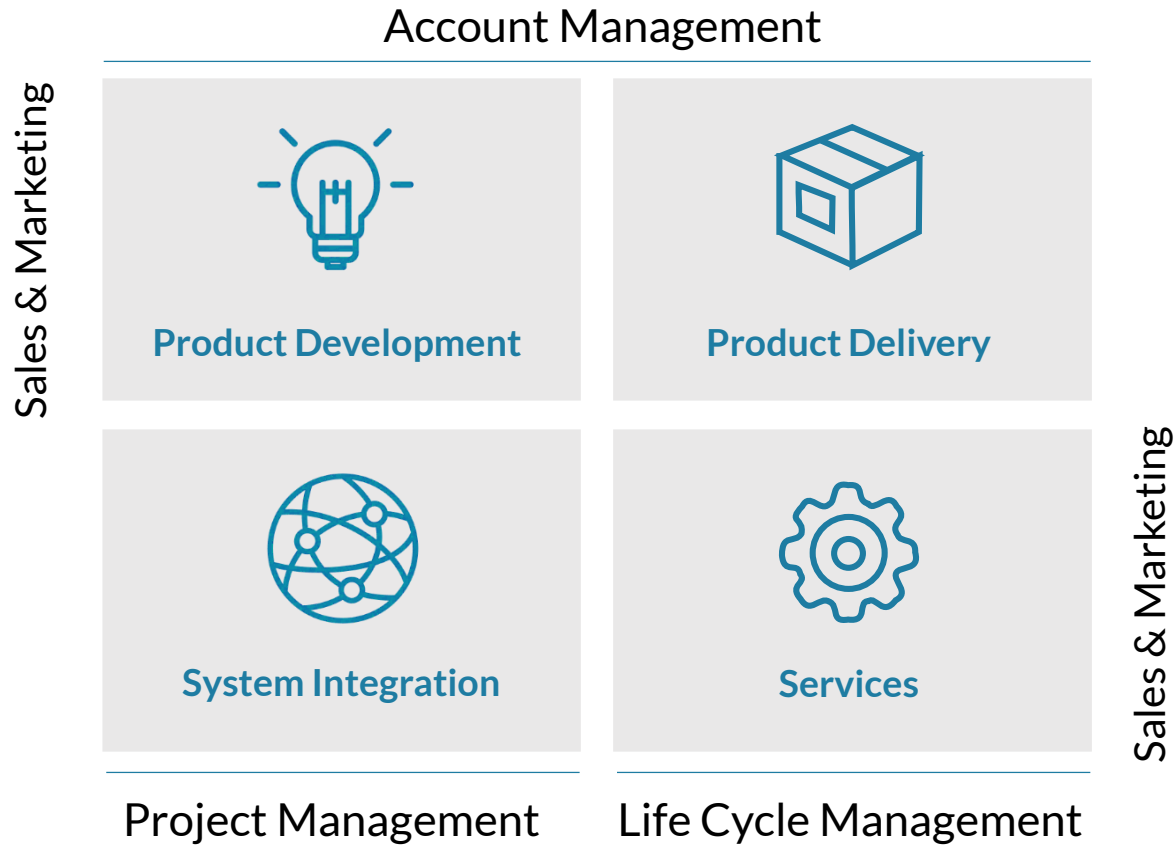 Account Management
Sales & Marketing
Product Development
Product Delivery
System Integration
Services
Sales & Marketing
Project Management
Life Cycle Management